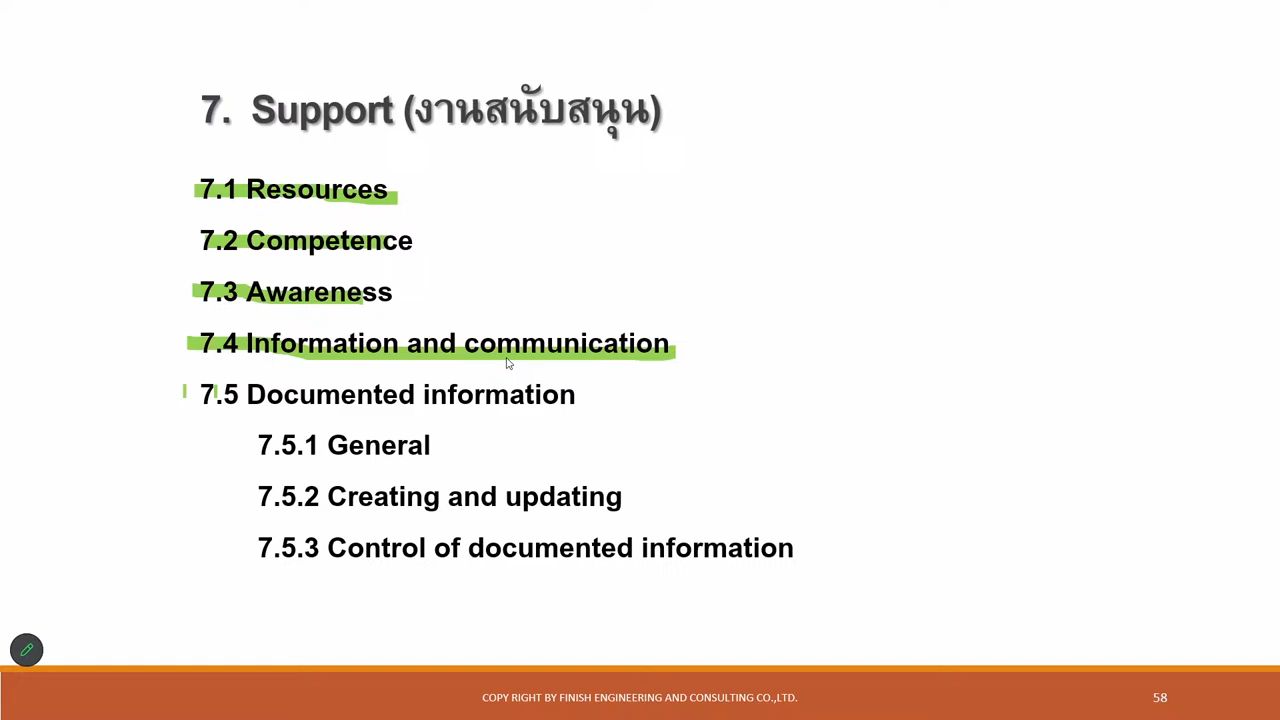 7. Support (งานสนับสนุน)
7.1 Resources
7.2 Competence
7.3 Awareness
7.4 Information and communication
7.5 Documented information
7.5.1 General
7.5.2 Creating and updating
7.5.3 Control of documented information
COPY RIGHT BY FINISH ENGINEERING AND CONSULTING CO.,LTD.
58